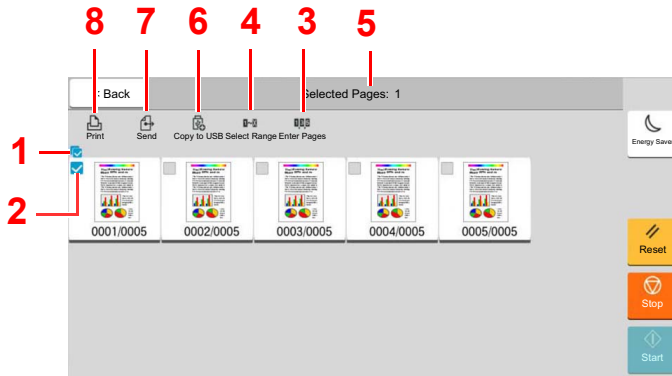 8 7 6 4 3 5
: Back
Selected Pages: 1
Print Send Copy to USB Select Range Enter Pages
Energy Save
1
2
0001/0005 0002/0005 0003/0005 0004/0005 0005/0005
Reset
Stop
Start